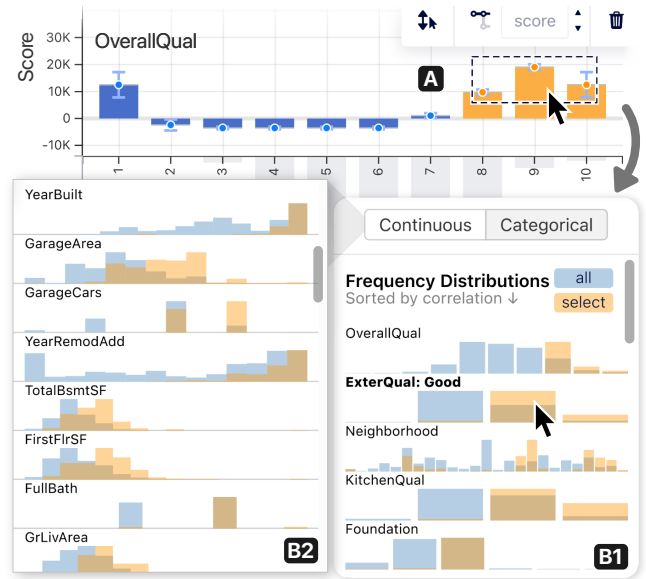 score
Score
OverallQual
30K
20K
10K
0
-10K
A
1
2
3
4
5
6
7
8
9
10
YearBuilt
GarageArea
GarageCars
YearRemodAdd
TotalBsmtSF
FirstFlrSF
FullBath
GrLivArea
B2
Continuous
Categorical
Frequency Distributions
Sorted by correlation ↓
all
select
OverallQual
ExterQual: Good
Neighborhood
KitchenQual
Foundation
B1